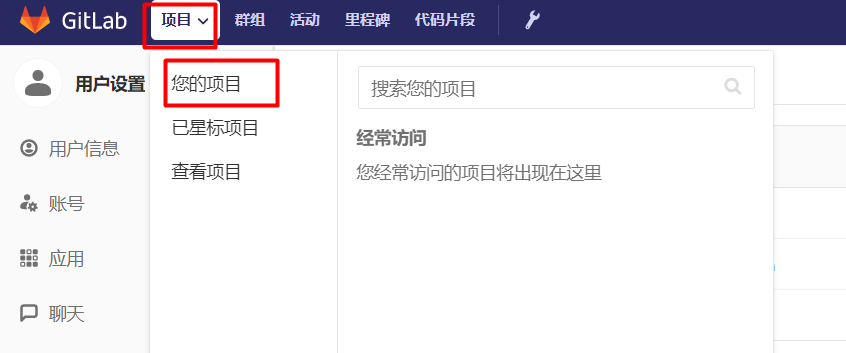 GitLab 项目 群组 活动 里程碑 代码片段
用户设置
用户信息
账号
应用
聊天
您的项目
已星标项目
查看项目
搜索您的项目
经常访问
您经常访问的项目将出现在这里